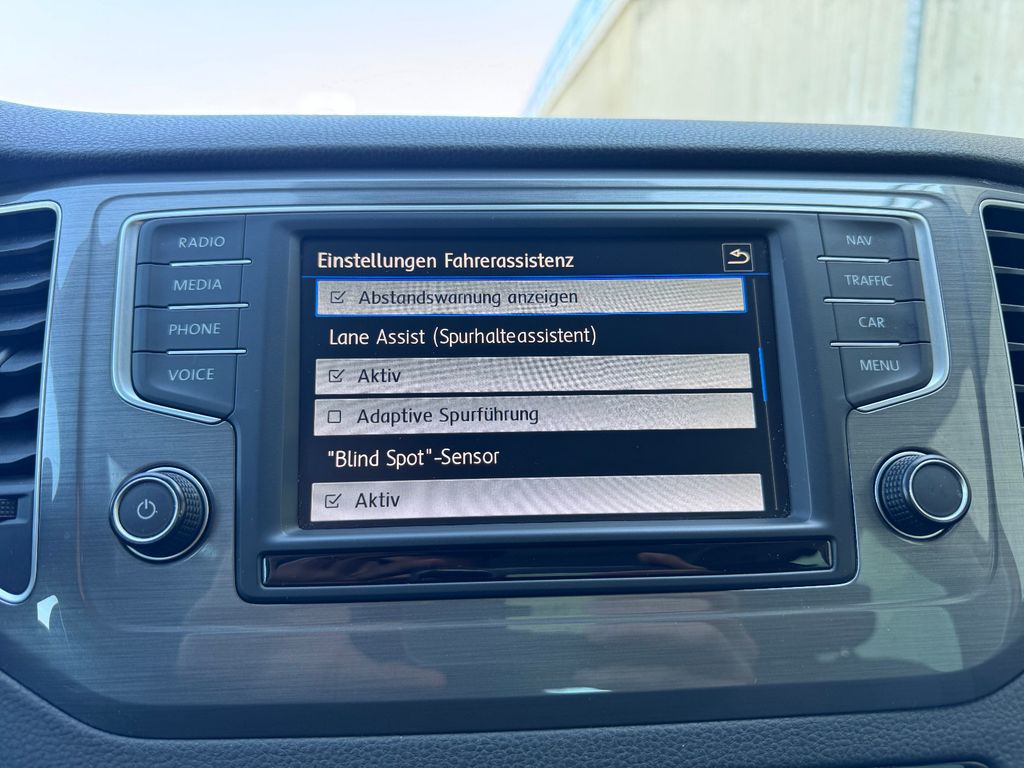 RADIO
MEDIA
PHONE
VOICE
Einstellungen Fahrerassistenz
Abstandswarnung anzeigen
Lane Assist (Spurhalteassistent)
Aktiv
Adaptive Spurführung
"Blind Spot"-Sensor
Aktiv
NAV
TRAFFIC
CAR
MENU